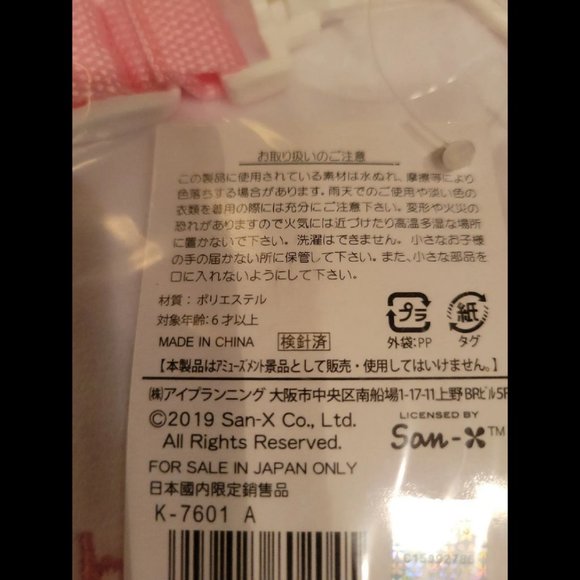 お取り扱いのご注意
この製品に使用されている素材は水ぬれ、摩擦等により
色落ちする場合があります。雨天でのご使用や淡い色の
衣類を着用の際には充分にご注意下さい。変形や火災の
恐れがありますので火気には近づけたり高温多湿な場所
に置かないで下さい。洗濯はできません。小さなお子様
の手の届かない所に保管して下さい。また、小さな部品を
口に入れないようにして下さい。
材質：ポリエステル
対象年齢：6才以上
MADE IN CHINA 検針済
プラ 外袋：PP
紙 タグ
【本製品はアミューズメント景品として販売・使用してはいけません。】
㈱アイプランニング 大阪市中央区南船場1-17-11上野BRビル5F
©2019 San-X Co., Ltd.
All Rights Reserved.
LICENSED BY
San-X™
FOR SALE IN JAPAN ONLY
日本國内限定銷售品
K-7601 A